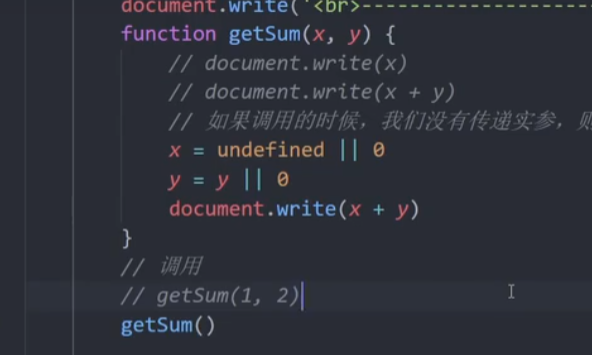 document.write('<br>--------------------
function getSum(x, y) {
// document.write(x)
// document.write(x + y)
// 如果调用的时候，我们没有传递实参，则
x = undefined || 0
y = y || 0
document.write(x + y)
}
// 调用
// getSum(1, 2)
getSum()